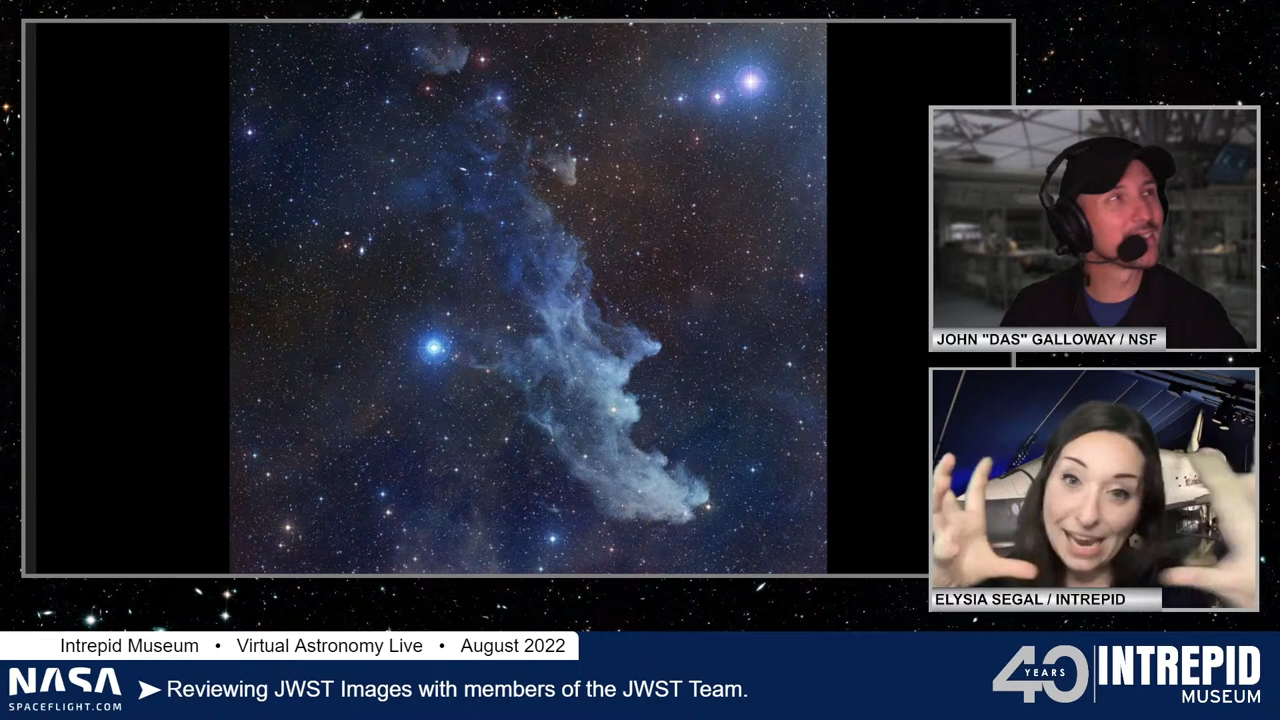 JOHN "DAS" GALLOWAY / NSF
ELYSIA SEGAL / INTREPID
Intrepid Museum • Virtual Astronomy Live • August 2022
NASA
SPACEFLIGHT.COM
➤ Reviewing JWST Images with members of the JWST Team.
40
YEARS
INTREPID
MUSEUM